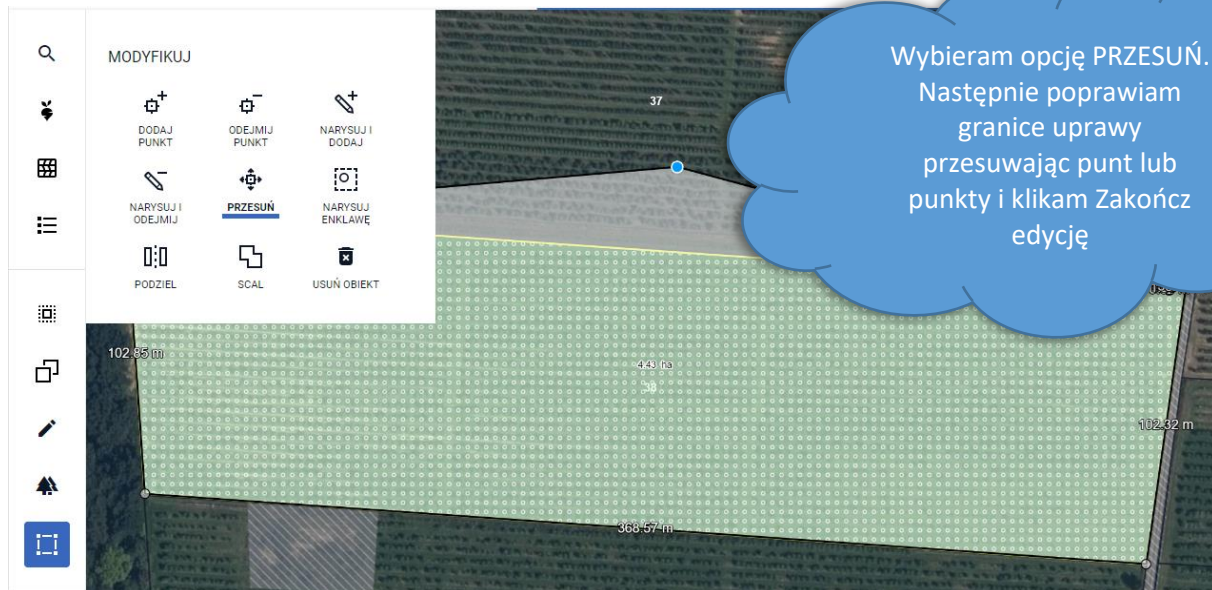 MODYFIKUJ
DODAJ
PUNKT
ODEJMIJ
PUNKT
NARYSUJ I
DODAJ
NARYSUJ I
ODEJMIJ
PRZESUŃ
NARYSUJ
ENKLAWĘ
PODZIEL
SCAL
USUŃ OBIEKT
Wybieram opcję PRZESUŃ.
Następnie poprawiam
granice uprawy
przesuwając punt lub
punkty i klikam Zakończ
edycję
37
102.85 m
4.43 ha
38
102.32 m
368.57 m